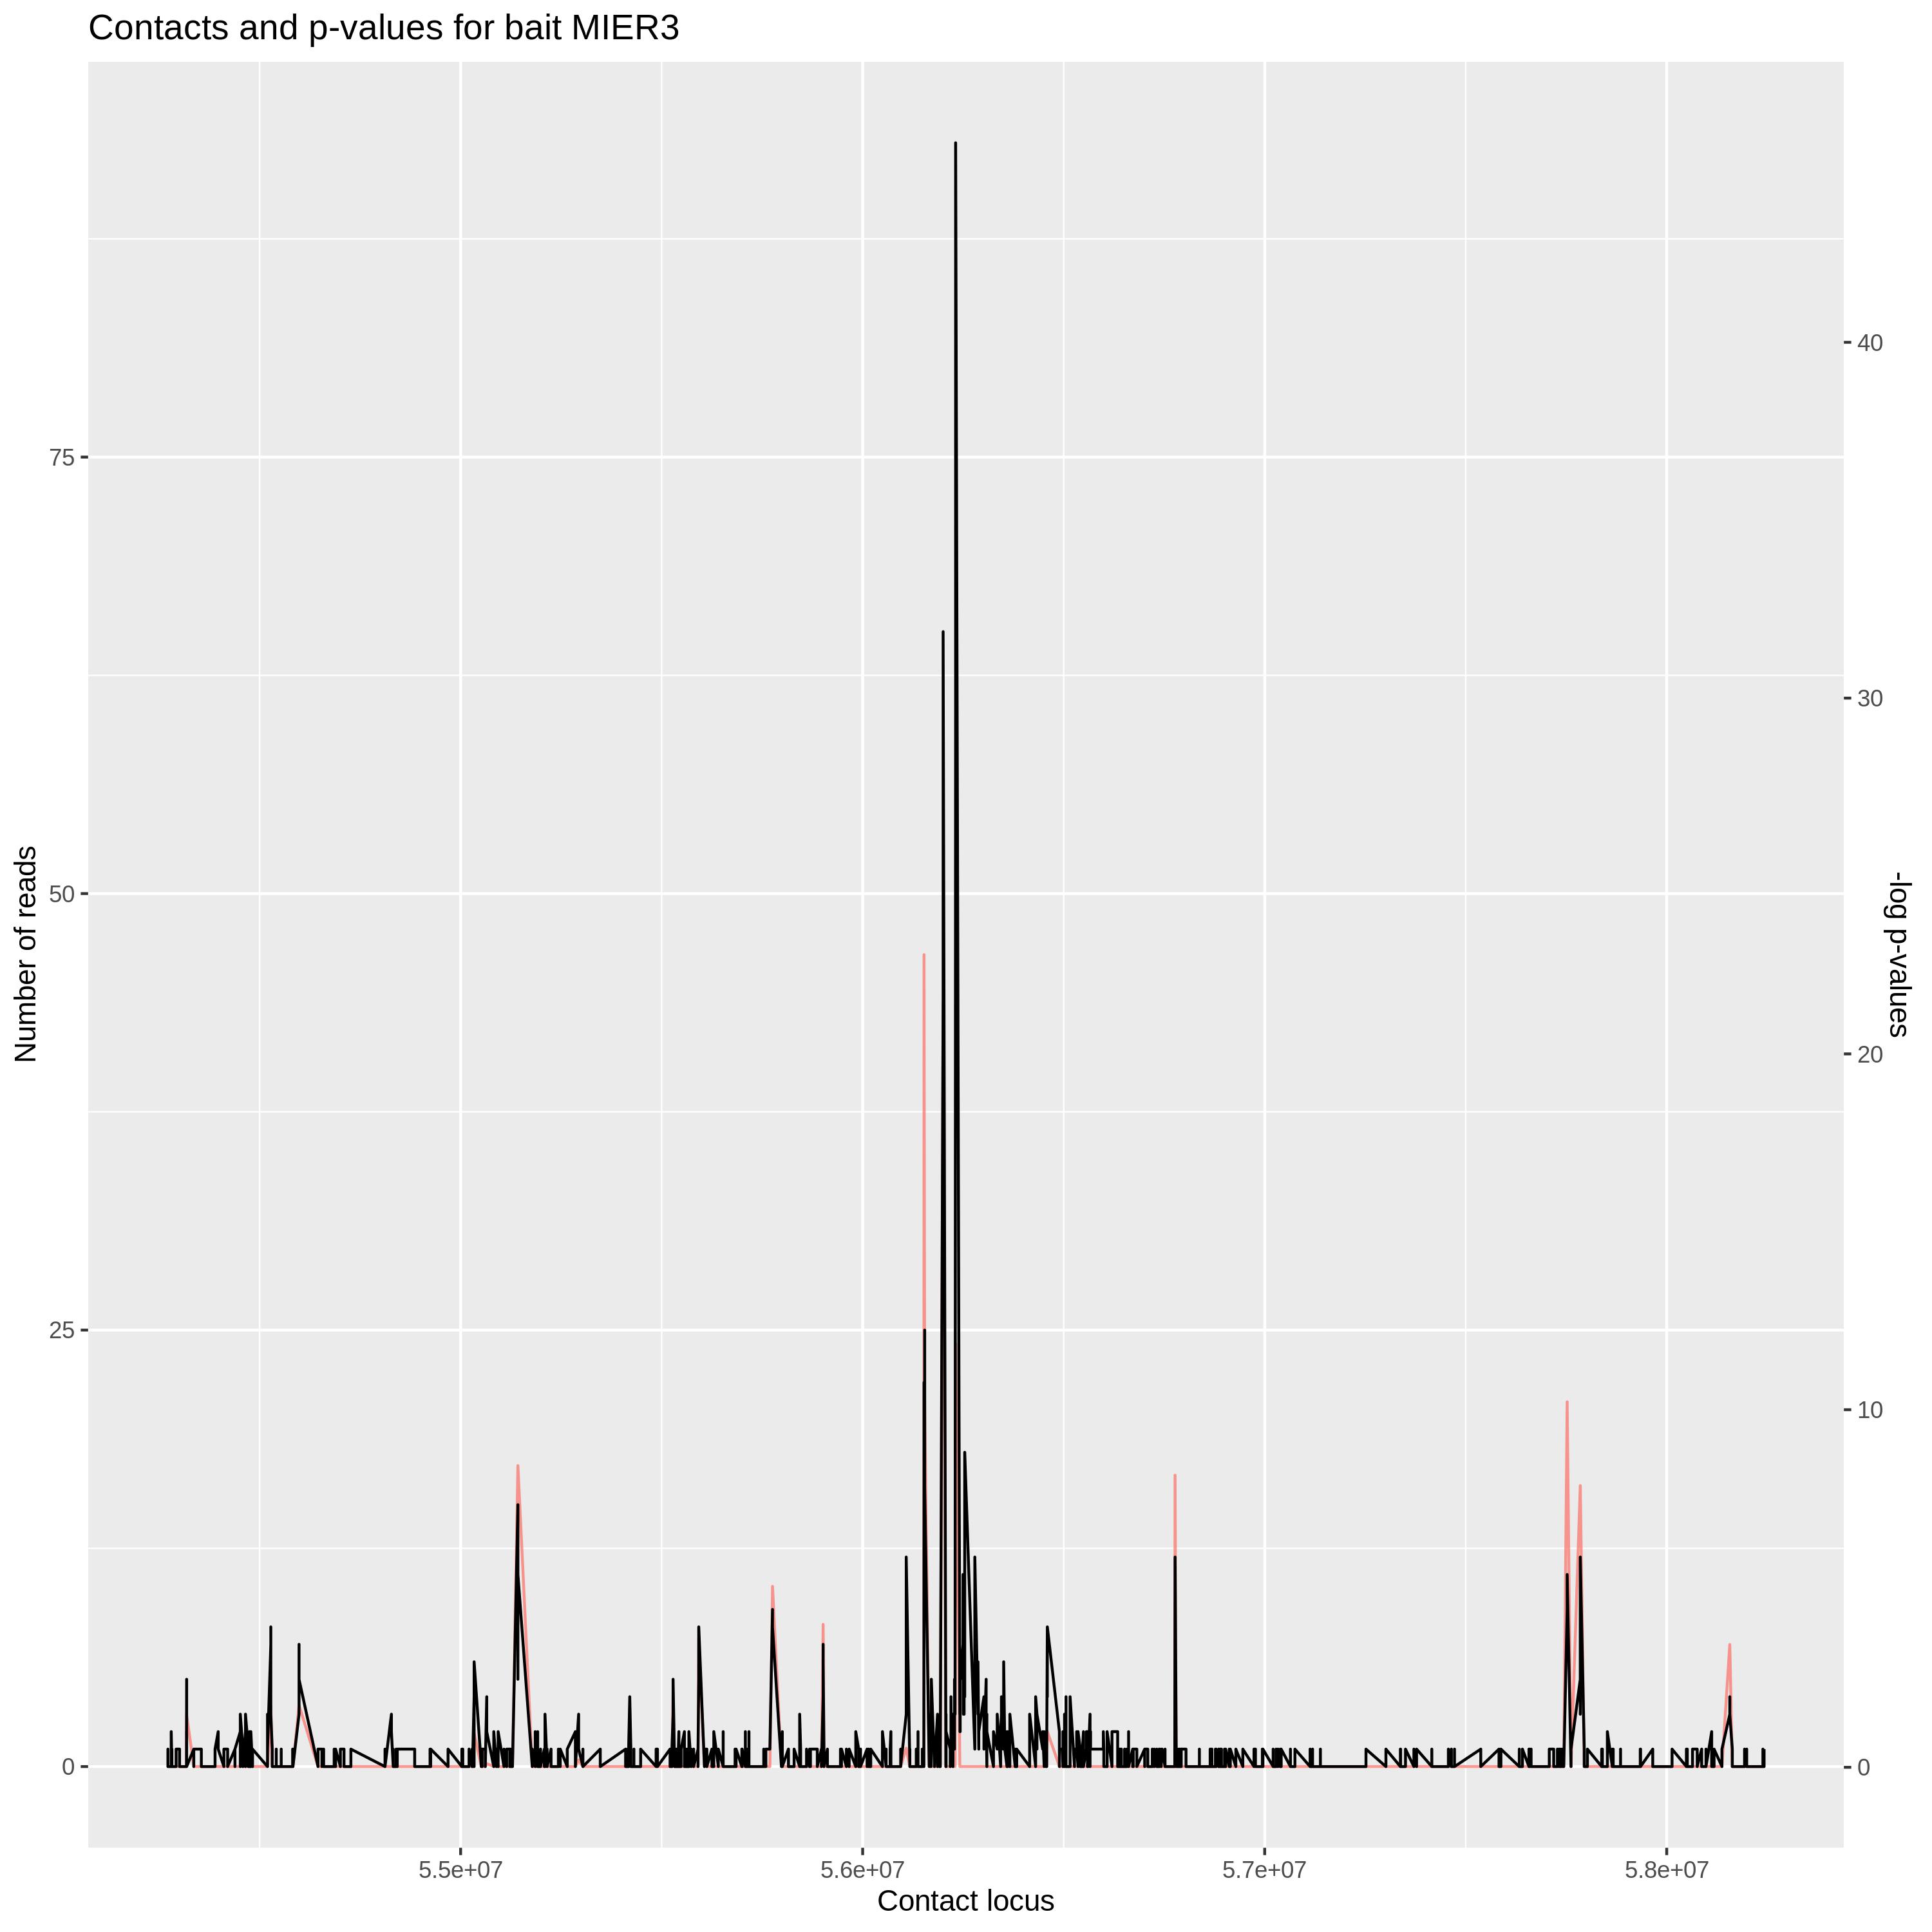 Contacts and p-values for bait MIER3
75
50
25
0
Number of reads
40
30
20
10
0
-log p-values
5.5e+07
5.6e+07
5.7e+07
5.8e+07
Contact locus